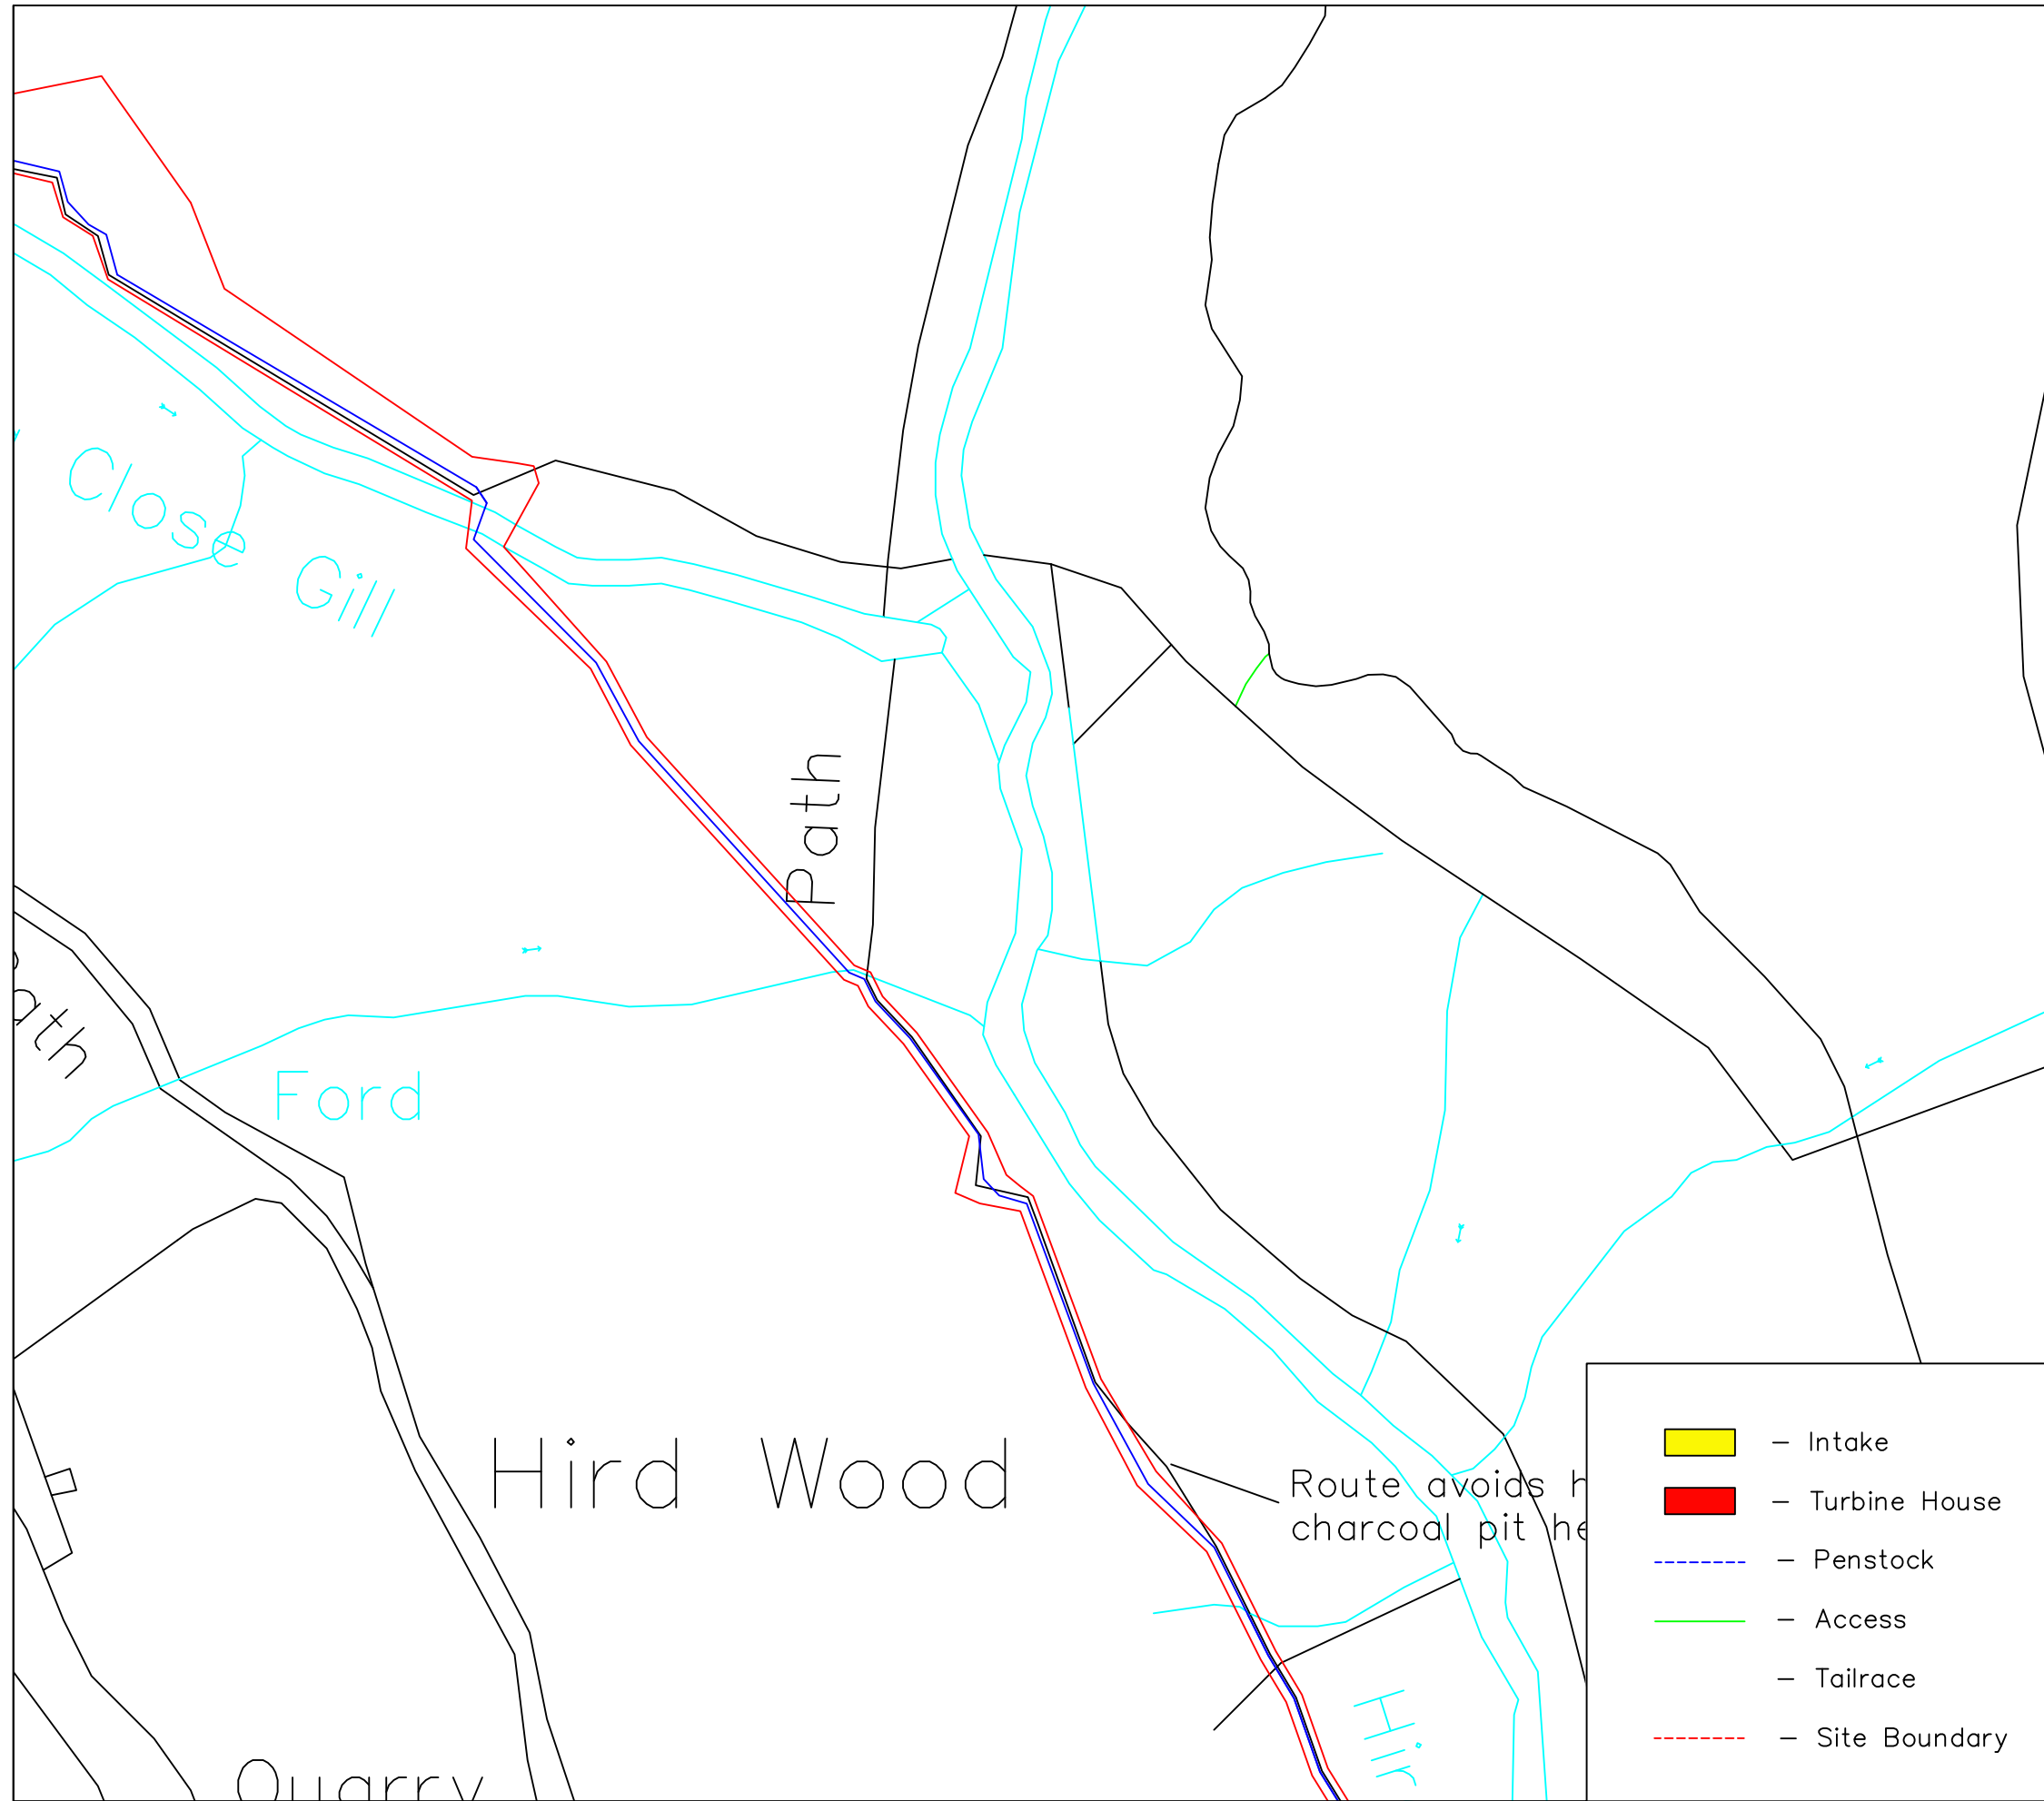 Close Gill
Path
Ford
Hird Wood
Route avoids
charcoal pit
Quarry
– Intake
– Turbine House
– Penstock
– Access
– Tailrace
– Site Boundary